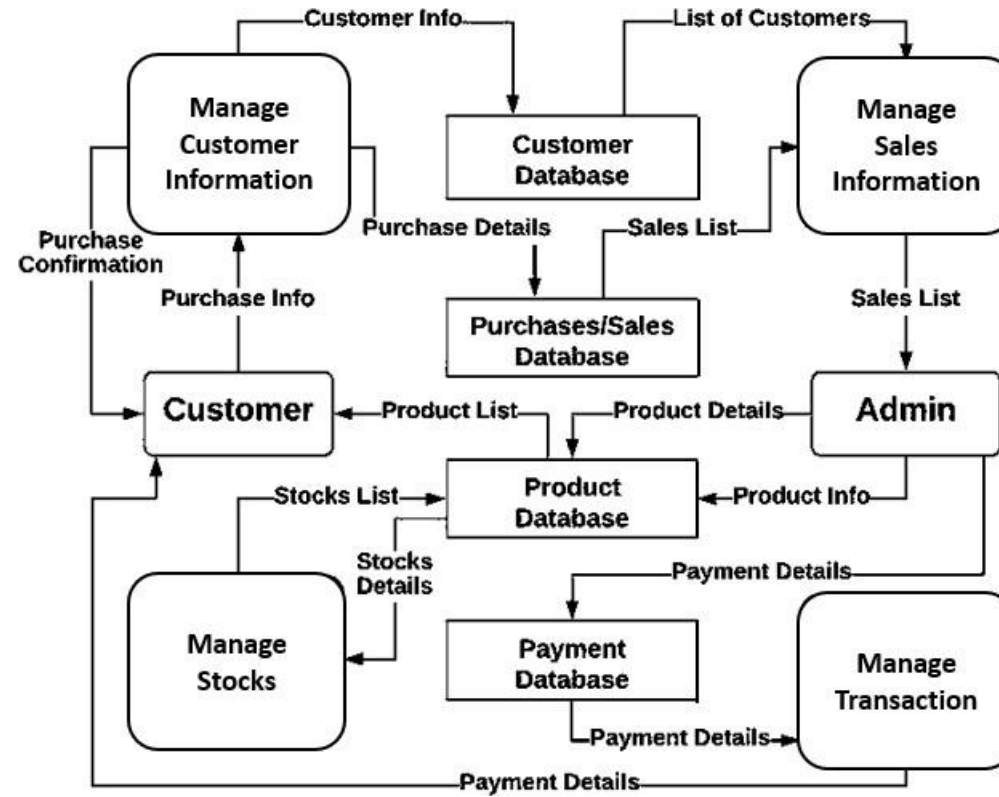 Customer Info
List of Customers
Manage
Customer
Information
Customer
Database
Manage
Sales
Information
Purchase
Confirmation
Purchase Details
Sales List
Purchase Info
Purchases/Sales
Database
Sales List
Customer
Product List
Product Details
Admin
Stocks List
Product
Database
Product Info
Stocks
Details
Payment Details
Manage
Stocks
Payment
Database
Manage
Transaction
Payment Details
Payment Details